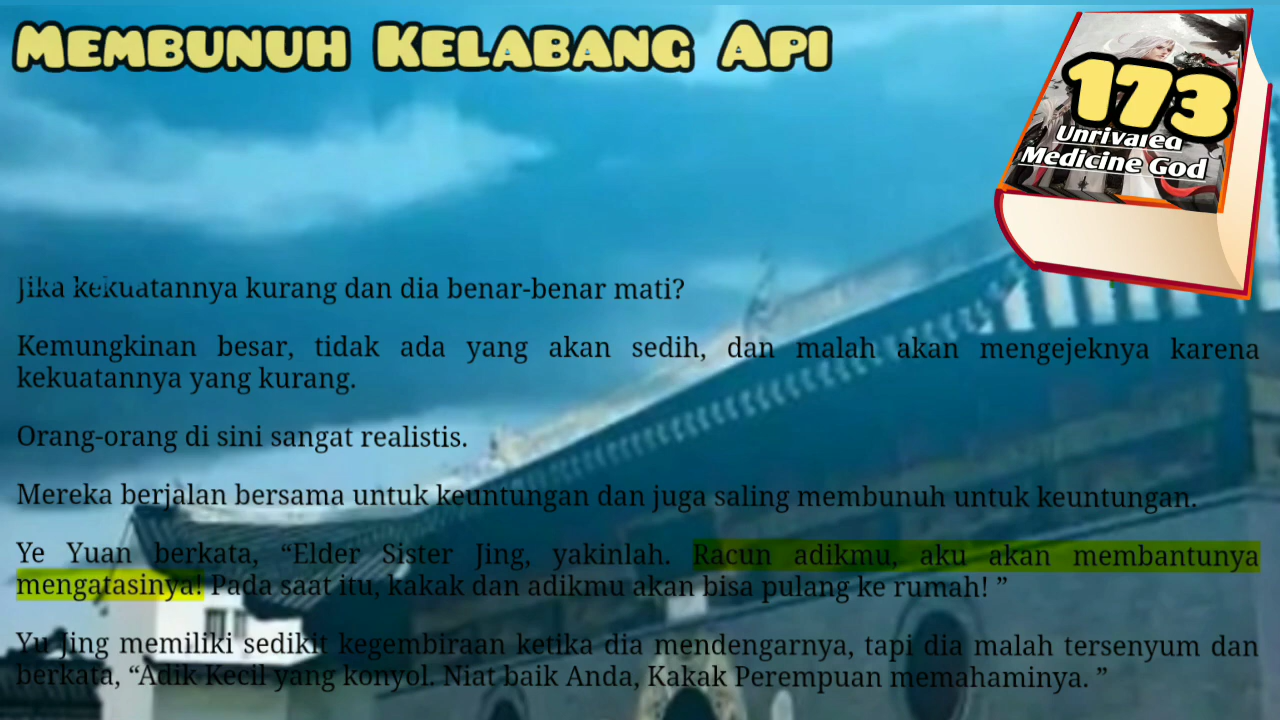 Membunuh Kelabang Api
173
Unrivaled
Medicine God
Jika kekuatannya kurang dan dia benar-benar mati?
Kemungkinan besar, tidak ada yang akan sedih, dan malah akan mengejeknya karena
kekuatannya yang kurang.
Orang-orang di sini sangat realistis.
Mereka berjalan bersama untuk keuntungan dan juga saling membunuh untuk keuntungan.
Ye Yuan berkata, “Elder Sister Jing, yakinlah. Racun adikmu, aku akan membantunya
mengatasinya! Pada saat itu, kakak dan adikmu akan bisa pulang ke rumah! ”
Yu Jing memiliki sedikit kegembiraan ketika dia mendengarnya, tapi dia malah tersenyum dan
berkata, “Adik Kecil yang konyol. Niat baik Anda, Kakak Perempuan memahaminya. ”